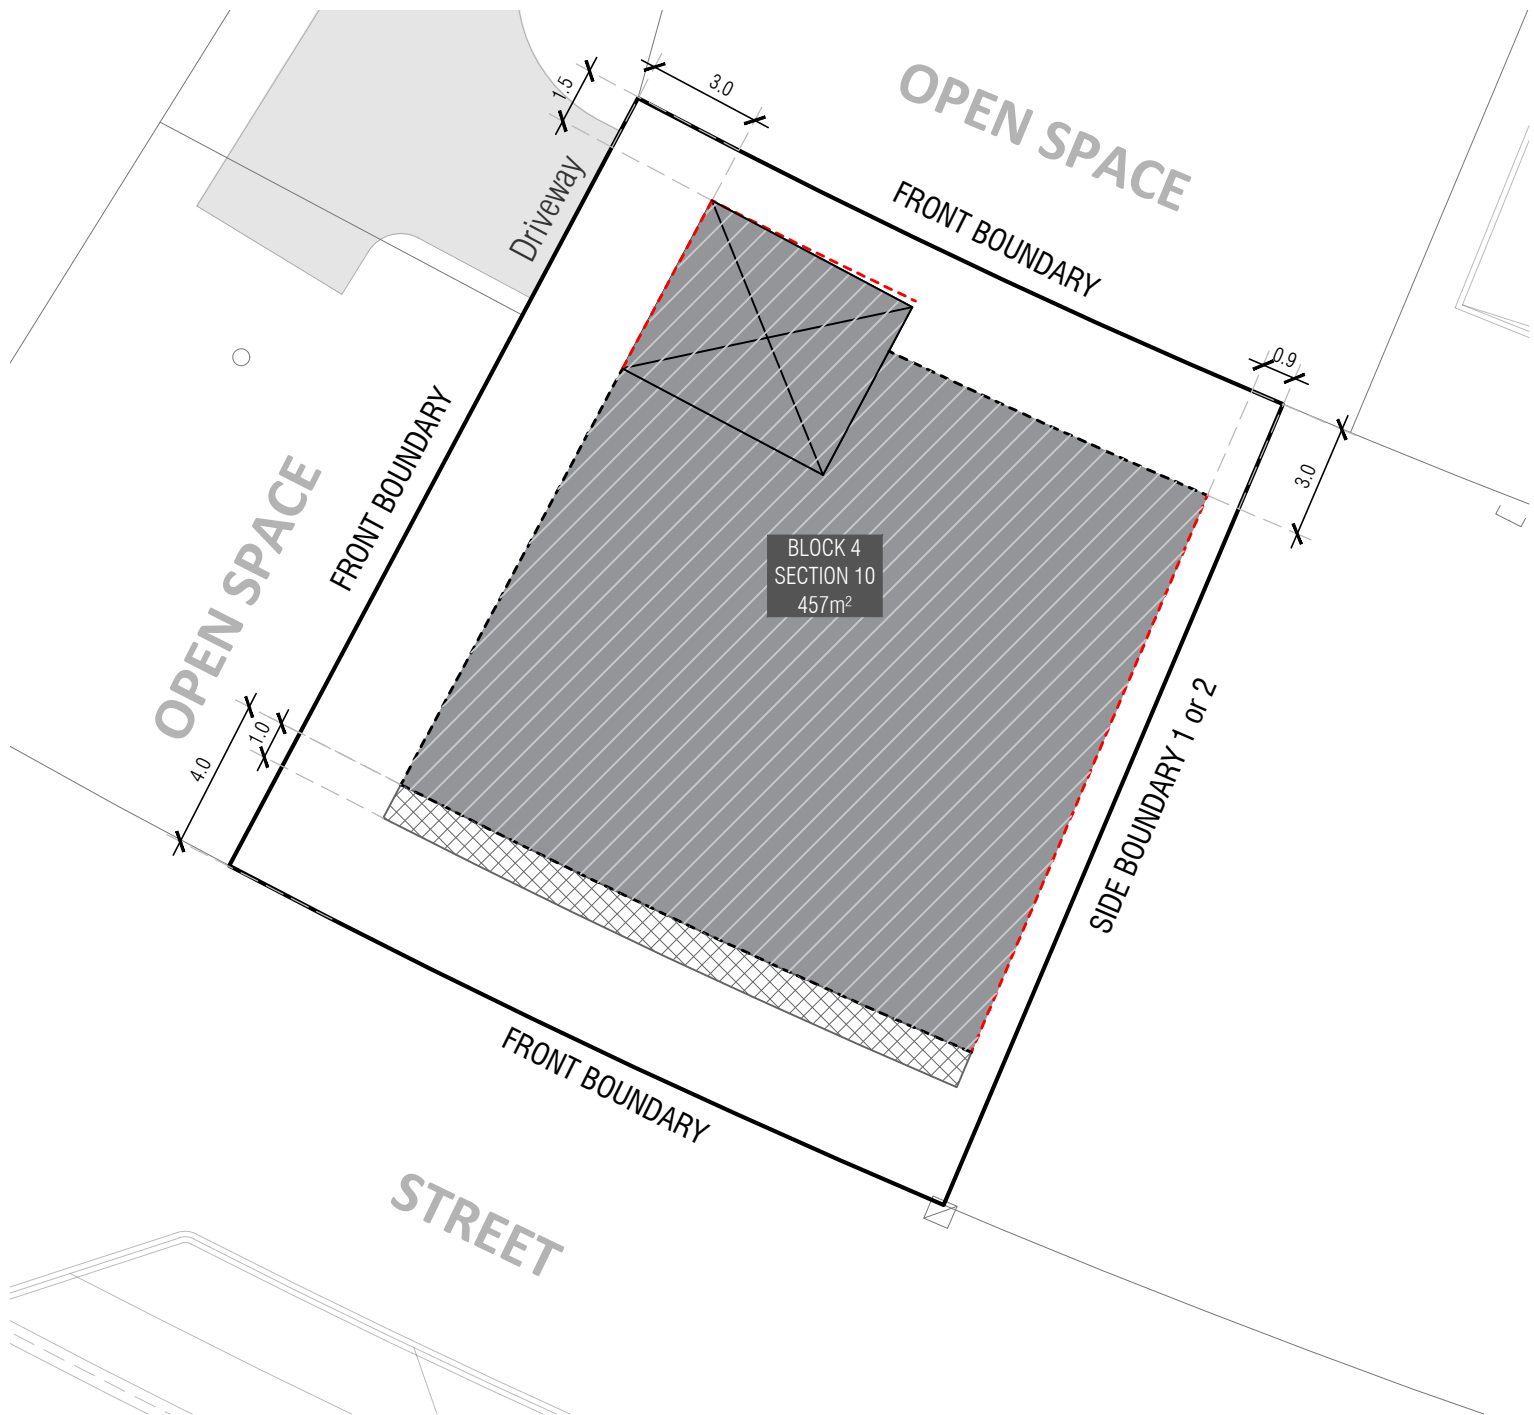 1.5
3.0
OPEN SPACE
Driveway
FRONT BOUNDARY
0.9
3.0
FRONT BOUNDARY
OPEN SPACE
BLOCK 4
SECTION 10
457m²
1.0
4.0
SIDE BOUNDARY 1 or 2
FRONT BOUNDARY
STREET